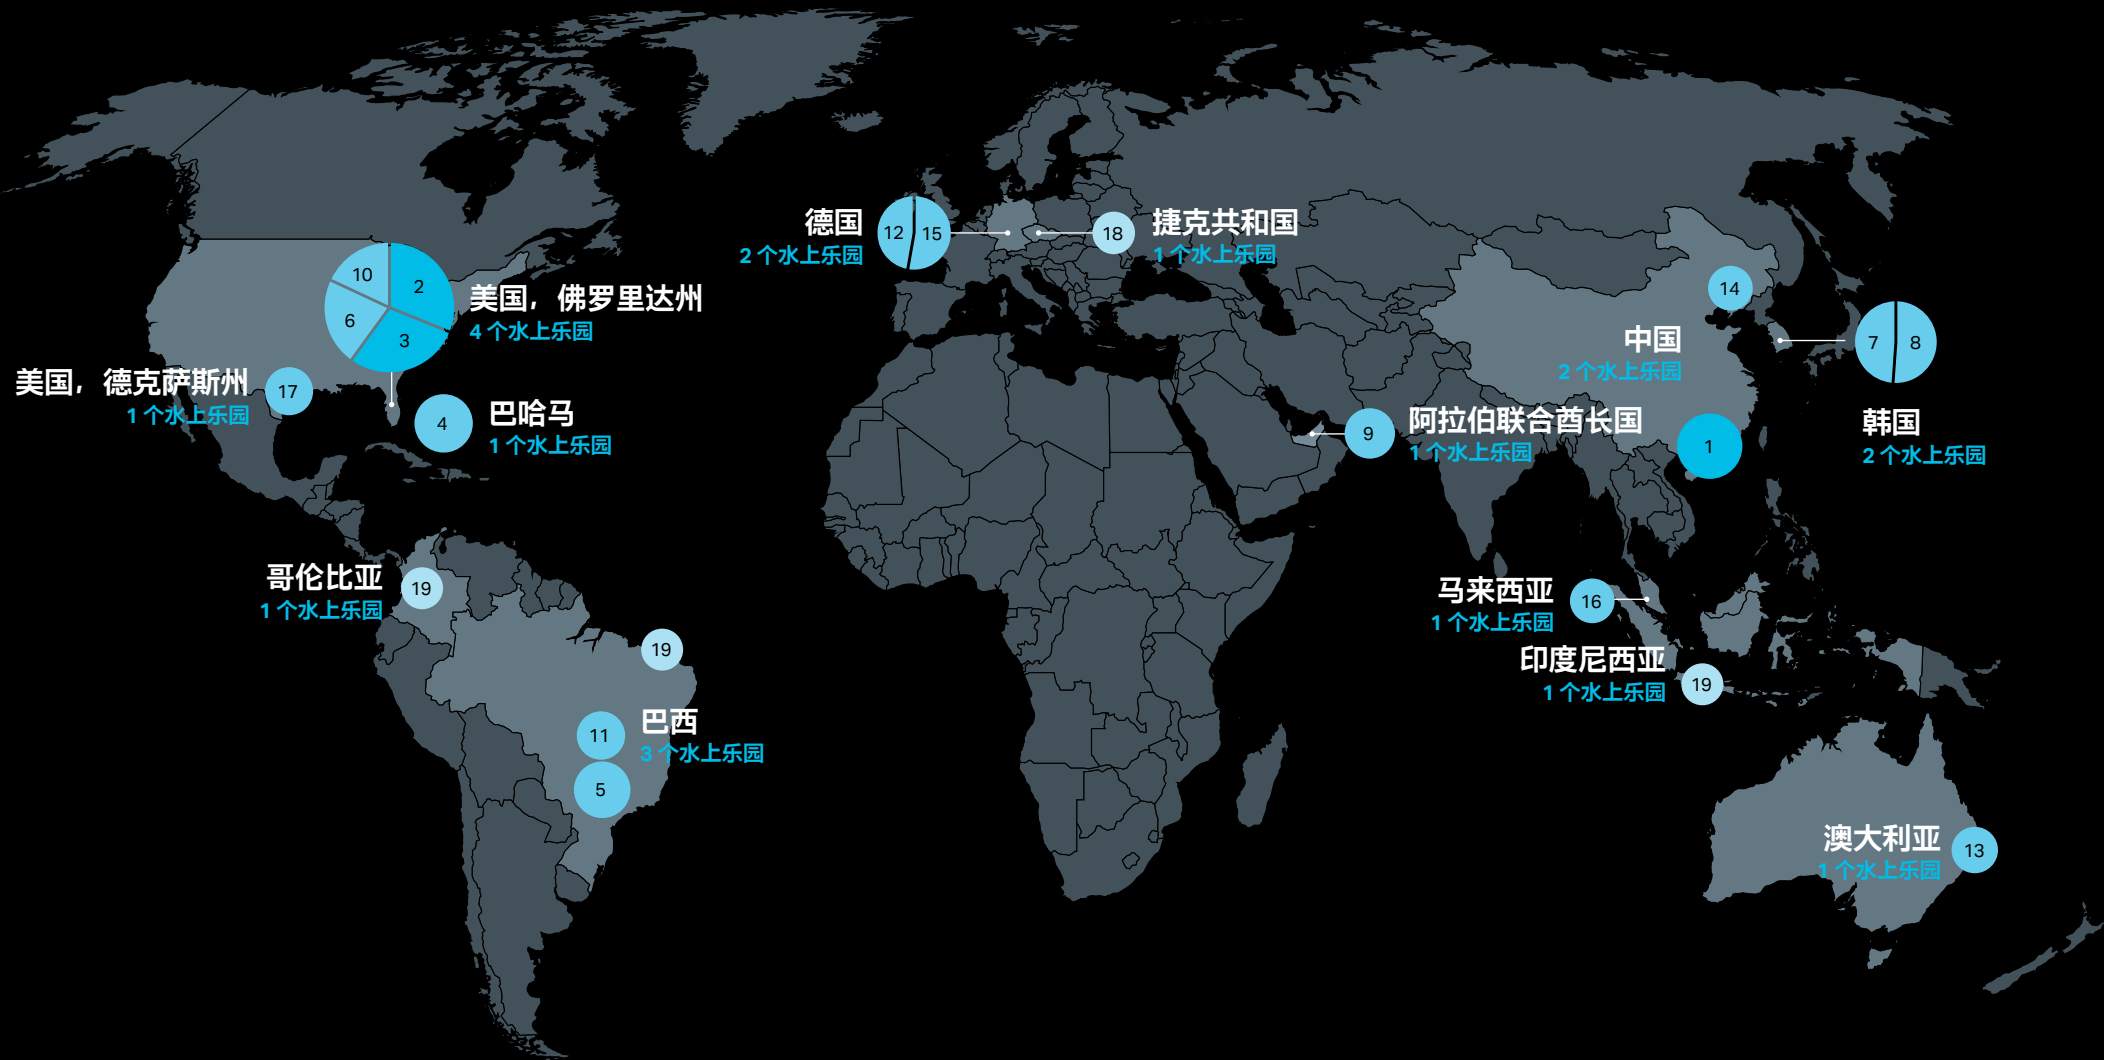 德国
2 个水上乐园
12
15
18
捷克共和国
1 个水上乐园
10
2
6
3
美国，佛罗里达州
4 个水上乐园
14
中国
2 个水上乐园
7
8
韩国
2 个水上乐园
美国，德克萨斯州
1 个水上乐园
17
4
巴哈马
1 个水上乐园
9
阿拉伯联合酋长国
1 个水上乐园
1
哥伦比亚
1 个水上乐园
19
马来西亚
1 个水上乐园
16
19
印度尼西亚
1 个水上乐园
19
11
5
巴西
3 个水上乐园
澳大利亚
1 个水上乐园
13